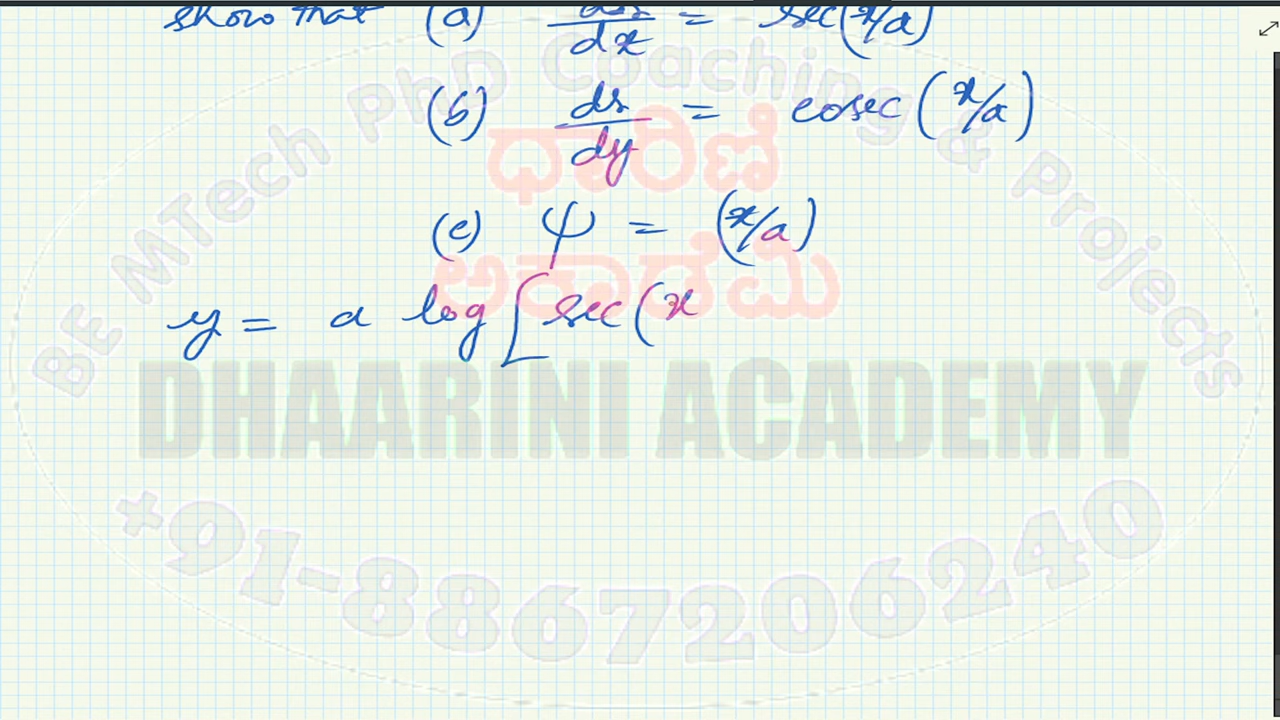 show that (a) ds/dx = sec(x/a)
(b) ds/dy = cosec (x/a)
(c) ψ = (x/a)
y = a log [sec(x
BE MTech PhD Coaching & Projects
ಧಾರಿಣಿ
ಅಕಾಡೆಮಿ
DHAARINI ACADEMY
+91-8867206240